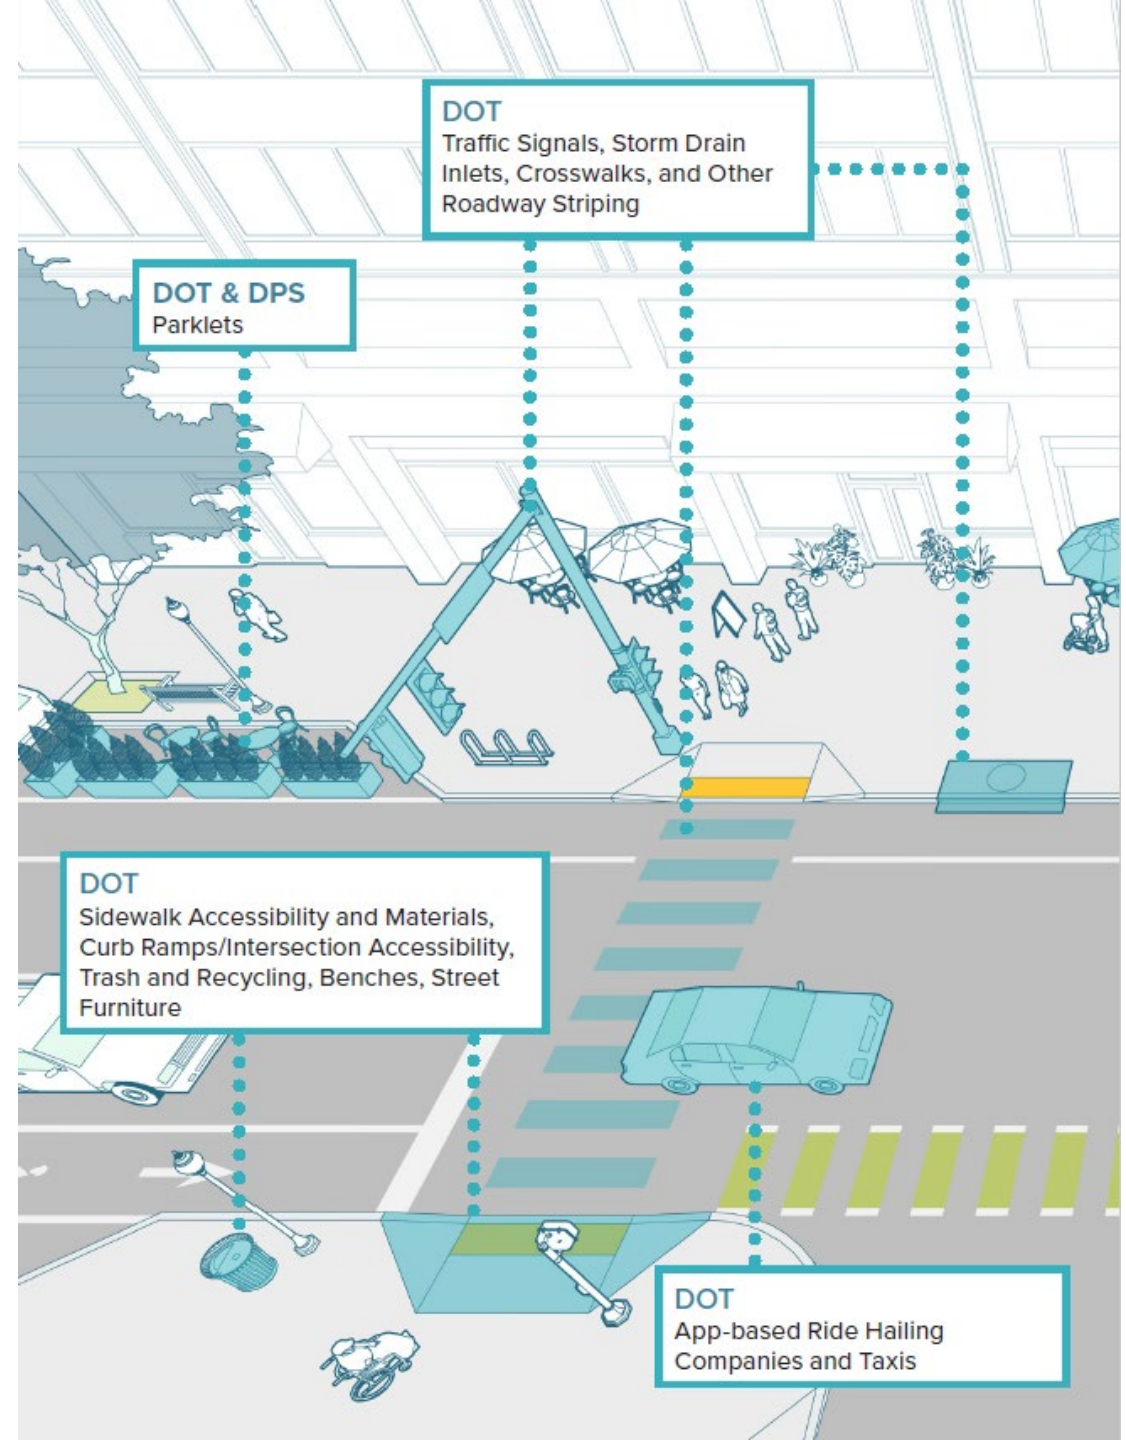 DOT
Traffic Signals, Storm Drain
Inlets, Crosswalks, and Other
Roadway Striping
DOT & DPS
Parklets
DOT
Sidewalk Accessibility and Materials,
Curb Ramps/Intersection Accessibility,
Trash and Recycling, Benches, Street
Furniture
DOT
App-based Ride Hailing
Companies and Taxis